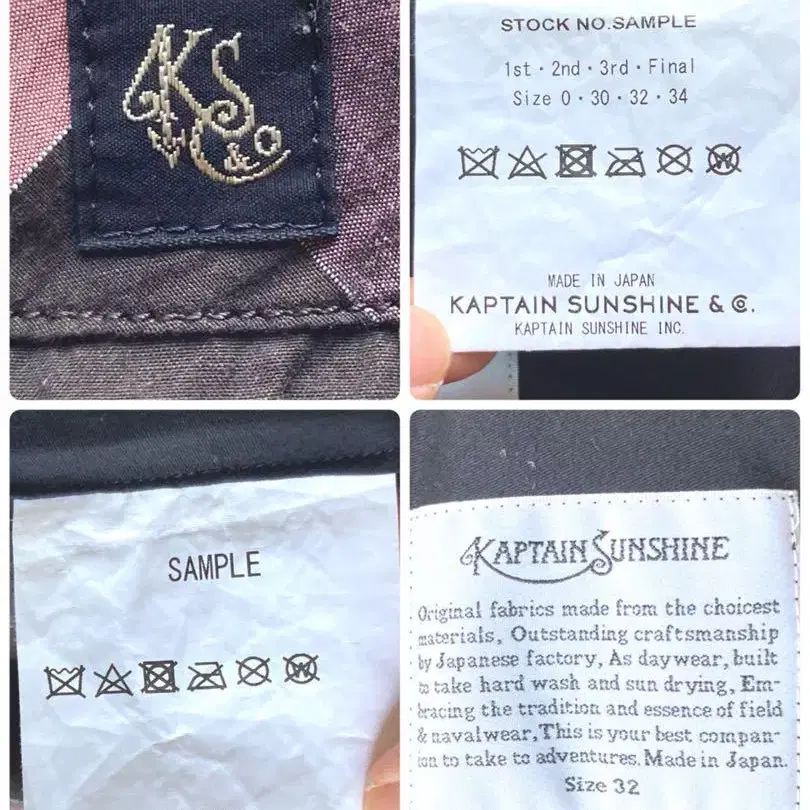 KS
& Co
STOCK NO.SAMPLE
1st・2nd・3rd・Final
Size 0・30・32・34
W
MADE IN JAPAN
KAPTAIN SUNSHINE & Co.
KAPTAIN SUNSHINE INC.
SAMPLE
W
KAPTAIN SUNSHINE
Original fabrics made from the choicest
materials, Outstanding craftsmanship
by Japanese factory, As daywear, built
to take hard wash and sun drying, Em-
bracing the tradition and essence of field
& navalwear, This is your best compan-
ion to take to adventures. Made in Japan.
Size 32